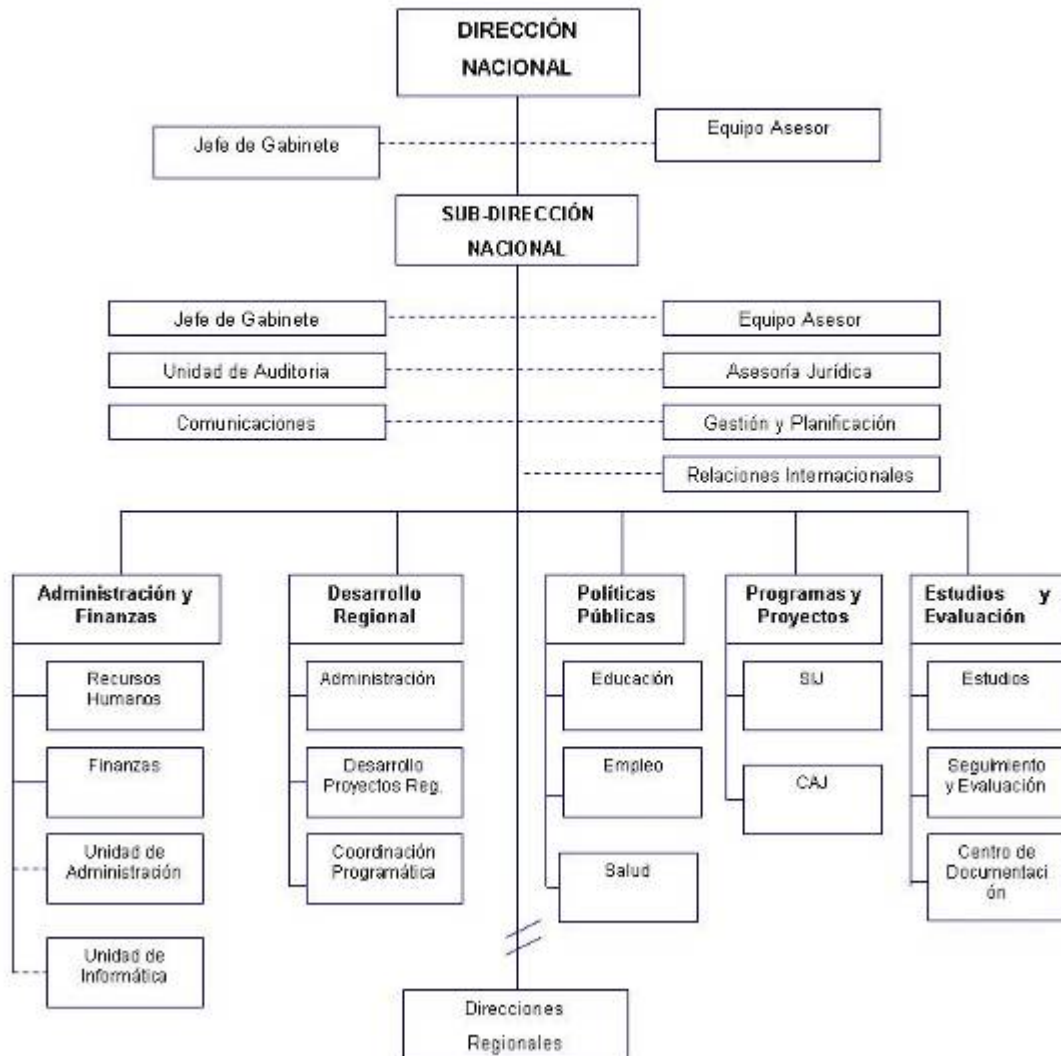 DIRECCIÓN
NACIONAL
Jefe de Gabinete
Equipo Asesor
SUB-DIRECCIÓN
NACIONAL
Jefe de Gabinete
Equipo Asesor
Unidad de Auditoria
Asesoría Jurídica
Comunicaciones
Gestión y Planificación
Relaciones Internacionales
Administración y
Finanzas
Desarrollo
Regional
Políticas
Públicas
Programas y
Proyectos
Estudios y
Evaluación
Recursos
Humanos
Finanzas
Unidad de
Administración
Unidad de
Informática
Administración
Desarrollo
Proyectos Reg.
Coordinación
Programática
Educación
Empleo
Salud
SIJ
CAJ
Estudios
Seguimiento
y Evaluación
Centro de
Documentaci
ón
Direcciones
Regionales